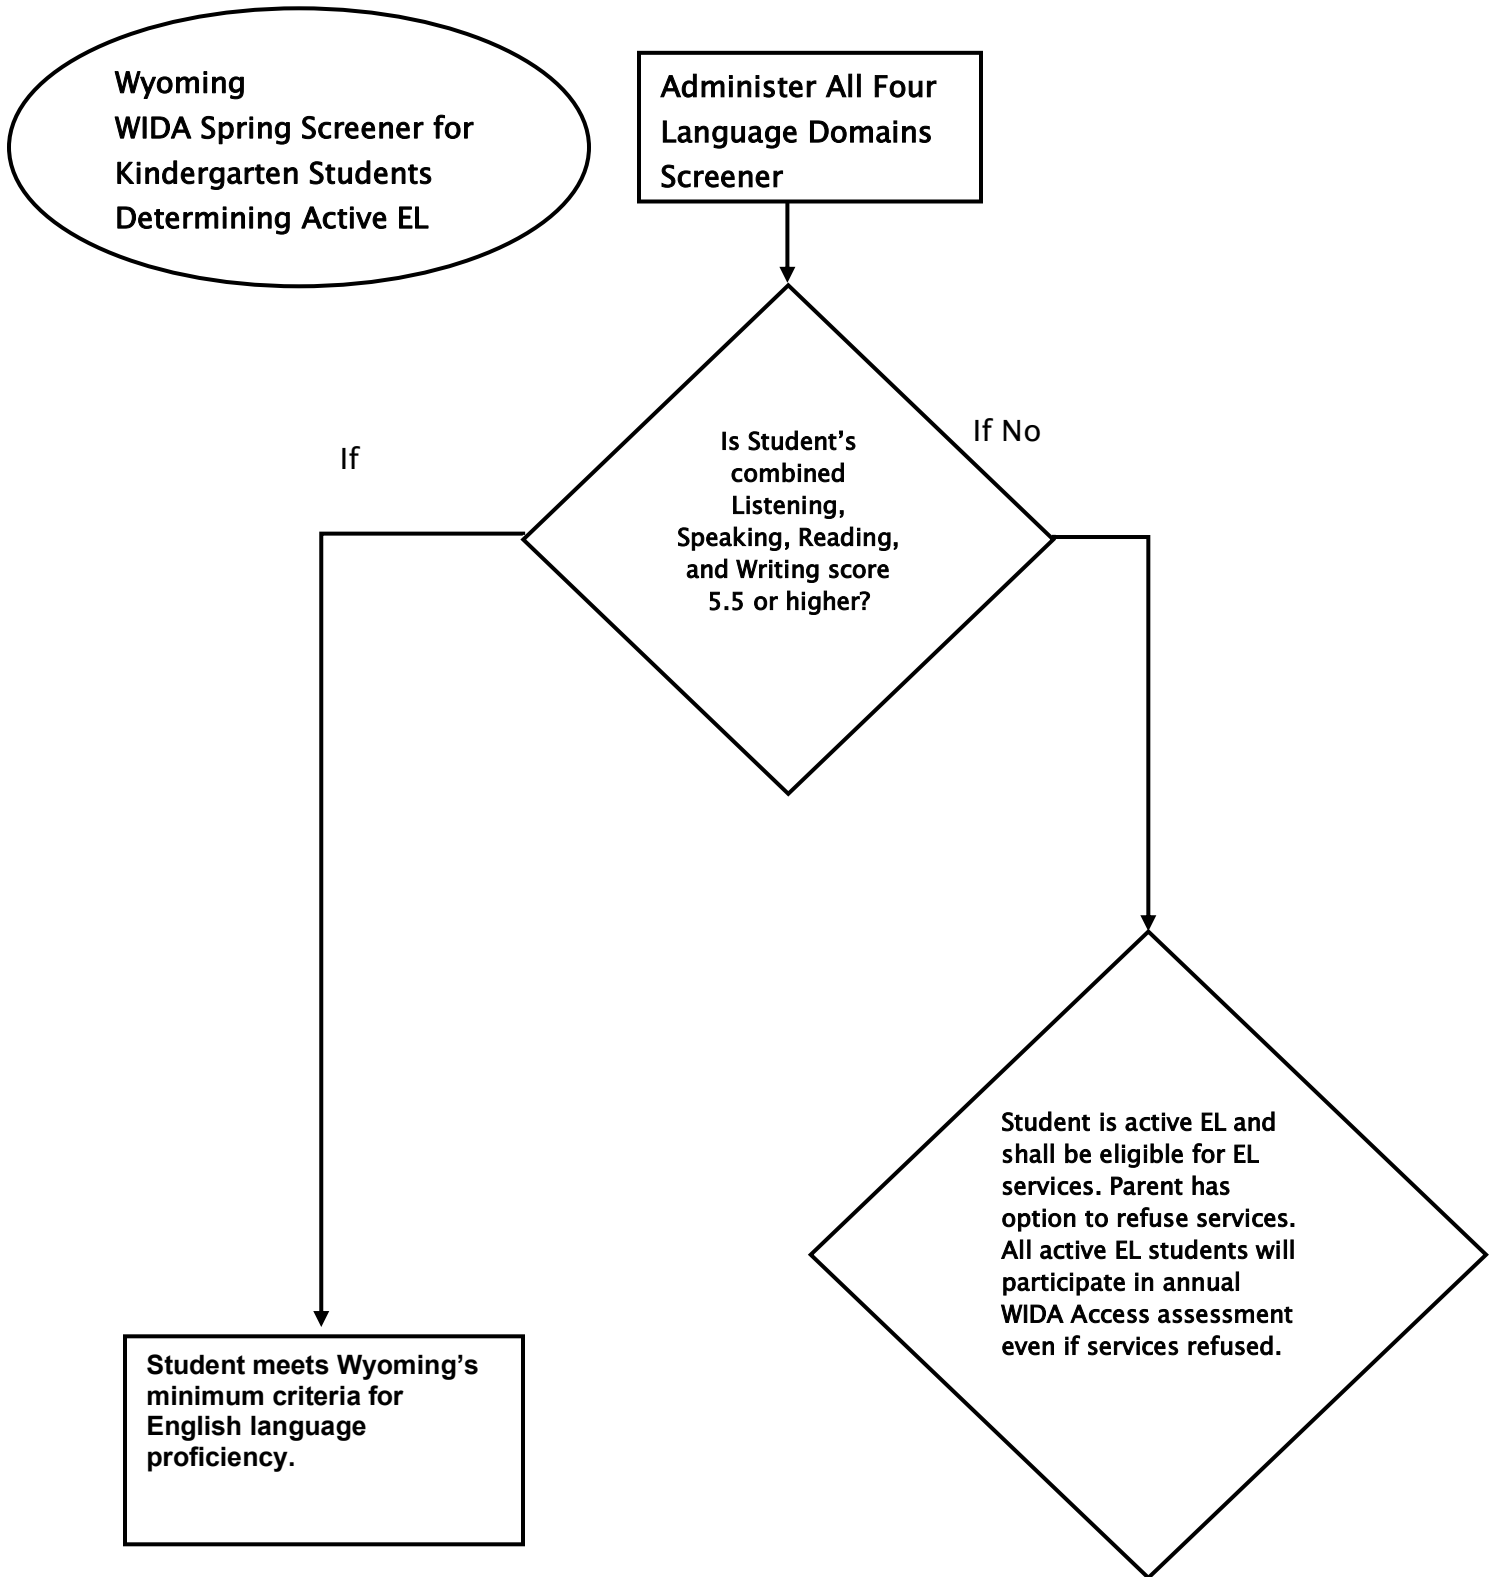 Wyoming
WIDA Spring Screener for
Kindergarten Students
Determining Active EL
Administer All Four
Language Domains
Screener
Is Student’s
combined
Listening,
Speaking, Reading,
and Writing score
5.5 or higher?
If
If No
Student is active EL and
shall be eligible for EL
services. Parent has
option to refuse services.
All active EL students will
participate in annual
WIDA Access assessment
even if services refused.
Student meets Wyoming’s
minimum criteria for
English language
proficiency.